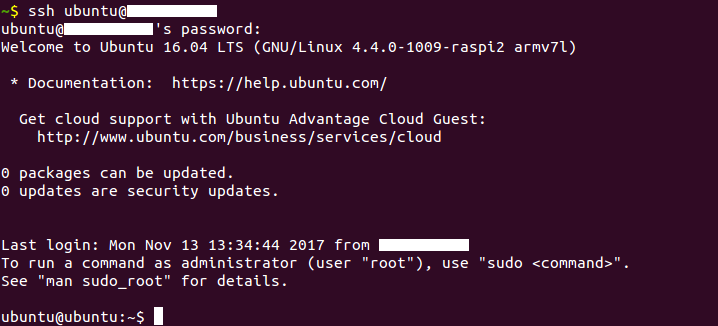 ~$ ssh ubuntu@
ubuntu@ 's password:
Welcome to Ubuntu 16.04 LTS (GNU/Linux 4.4.0-1009-raspi2 armv7l)
* Documentation:  https://help.ubuntu.com/
Get cloud support with Ubuntu Advantage Cloud Guest:
http://www.ubuntu.com/business/services/cloud
0 packages can be updated.
0 updates are security updates.
Last login: Mon Nov 13 13:34:44 2017 from
To run a command as administrator (user "root"), use "sudo <command>".
See "man sudo_root" for details.
ubuntu@ubuntu:~$